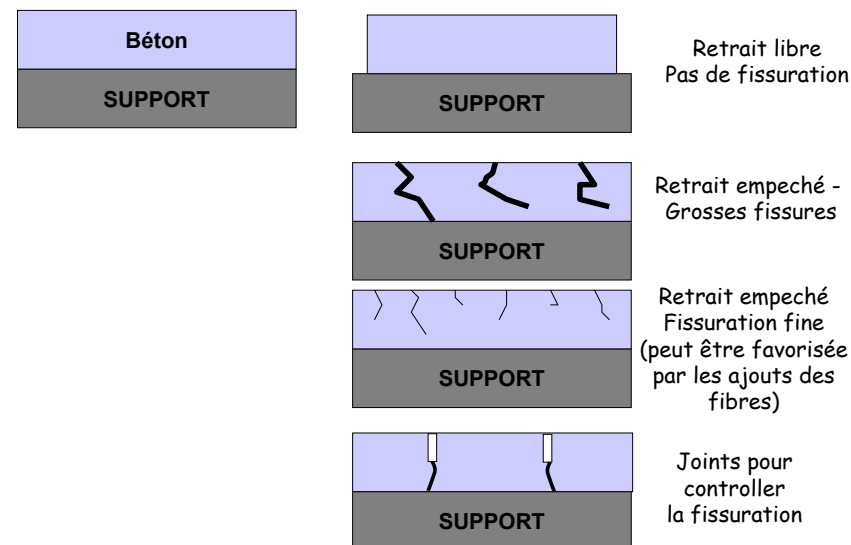 Béton
SUPPORT
SUPPORT
Retrait libre
Pas de fissuration
SUPPORT
Retrait empeché -
Grosses fissures
SUPPORT
Retrait empeché
Fissuration fine
(peut être favorisée
par les ajouts des
fibres)
SUPPORT
Joints pour
controller
la fissuration